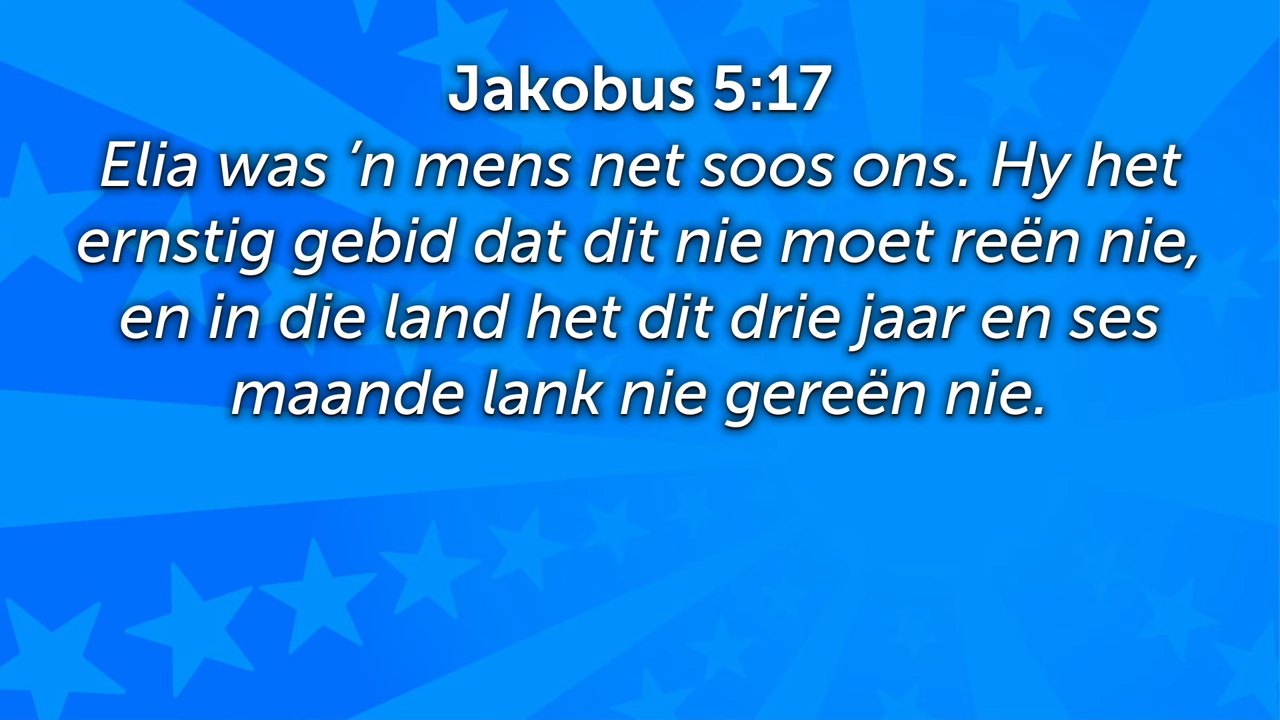 Jakobus 5:17
Elia was ’n mens net soos ons. Hy het
ernstig gebid dat dit nie moet reën nie,
en in die land het dit drie jaar en ses
maande lank nie gereën nie.